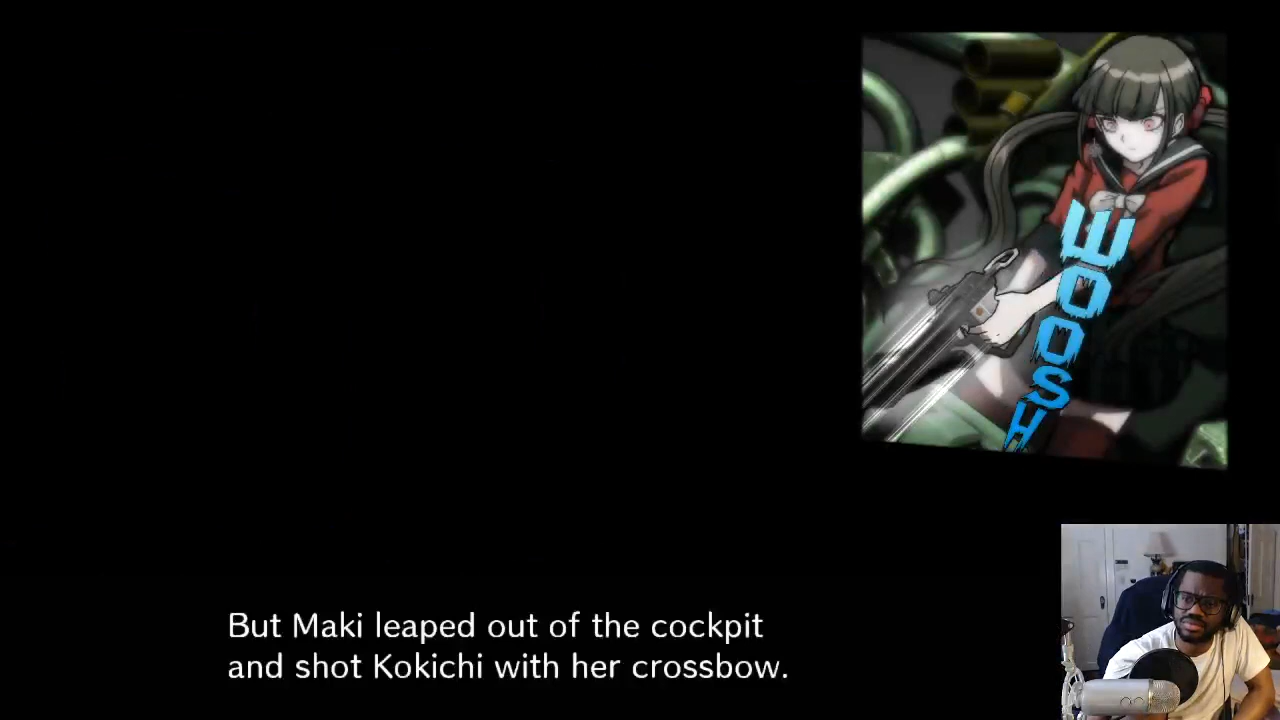 WOOSH
But Maki leaped out of the cockpit
and shot Kokichi with her crossbow.